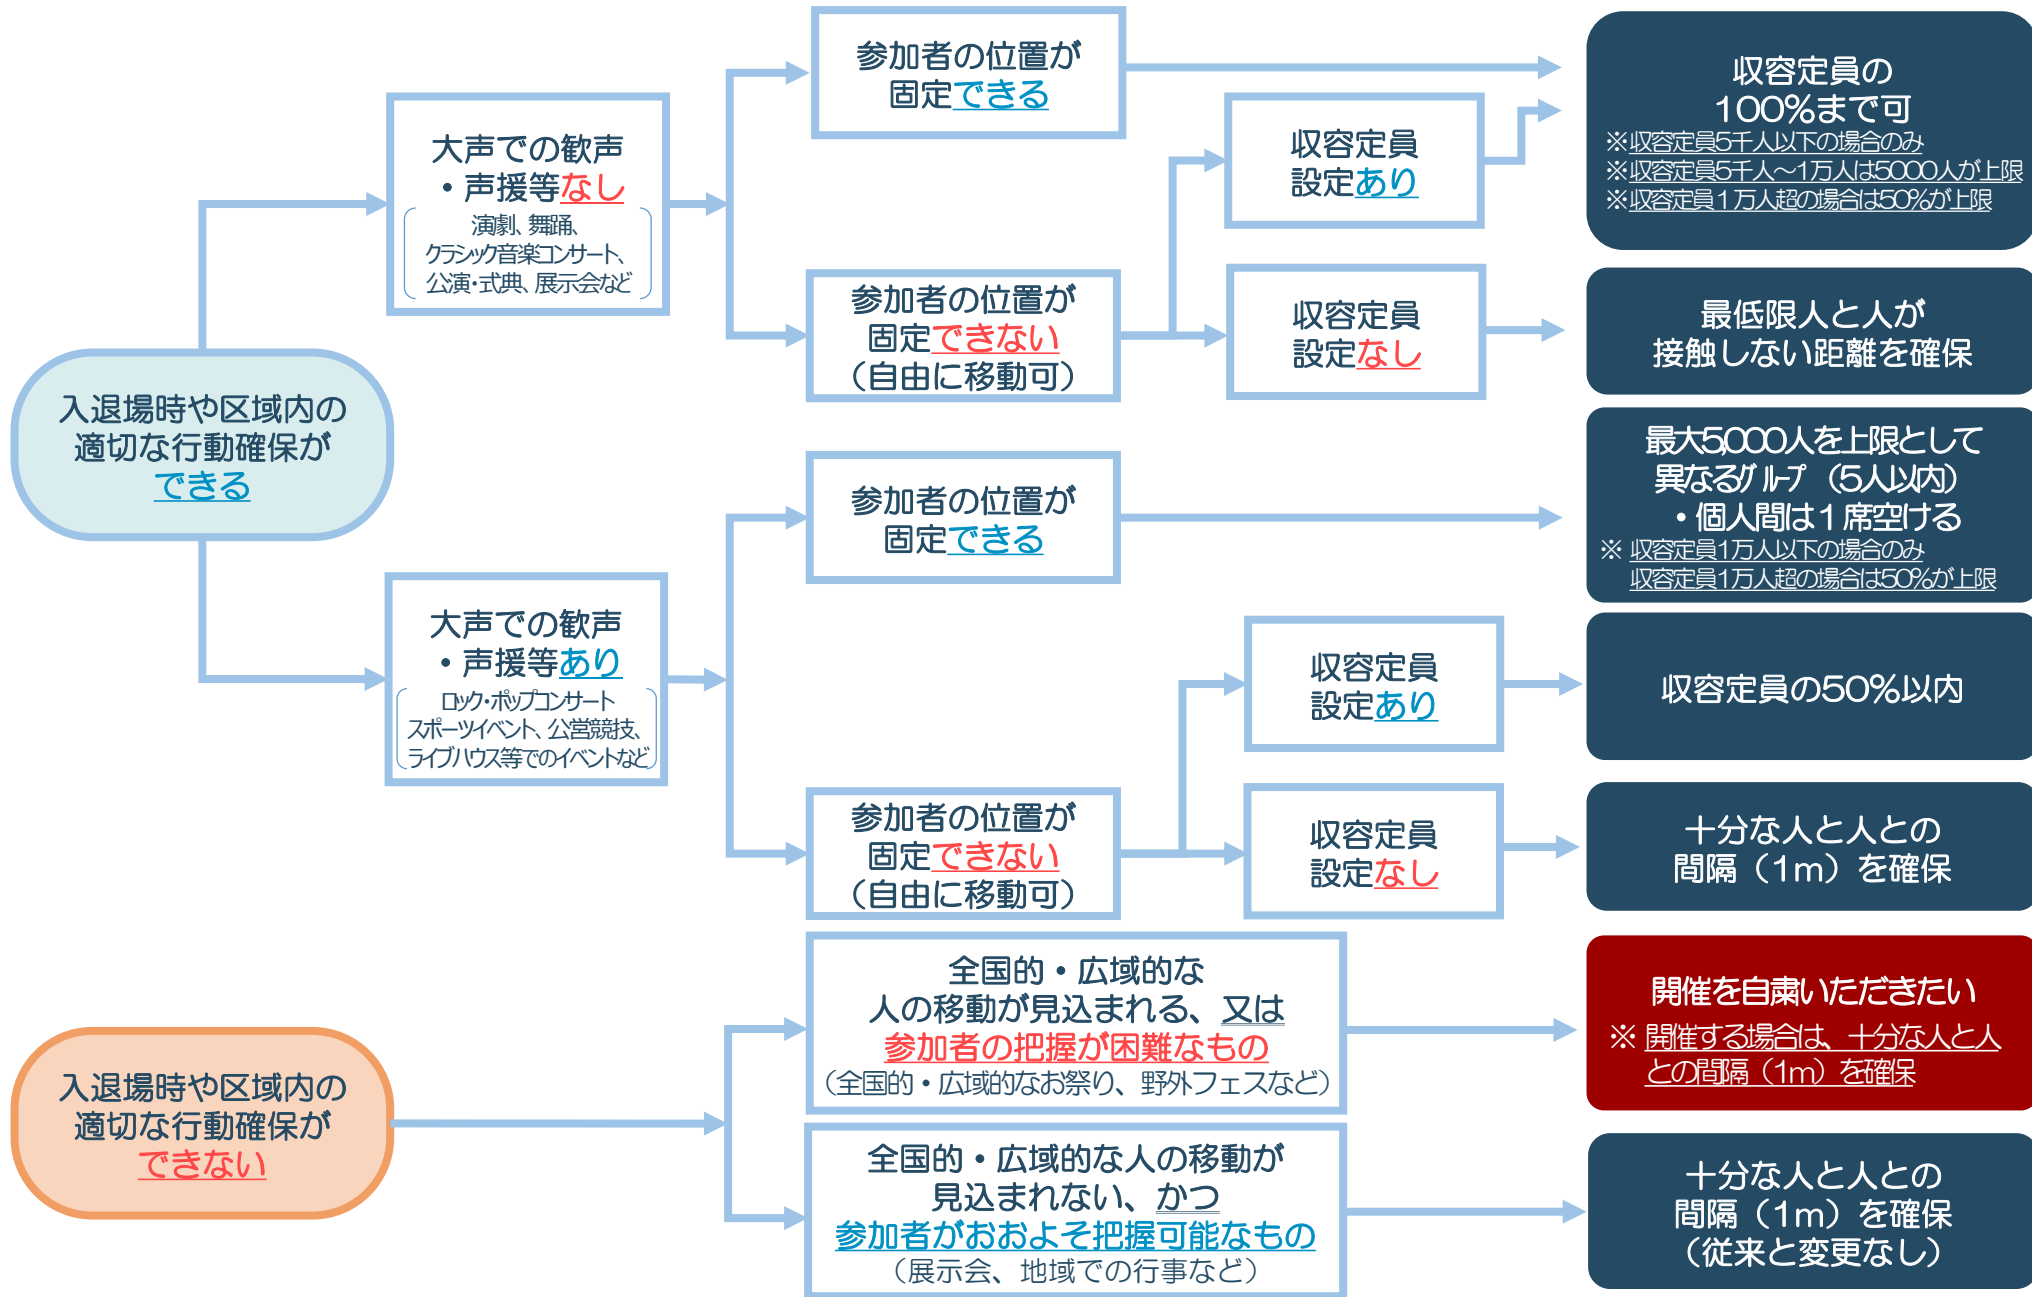 入退場時や区域内の
適切な行動確保が
できる
大声での歓声
・声援等なし
演劇、舞踊、
クラシック音楽コンサート、
公演・式典、展示会など
参加者の位置が
固定できる
参加者の位置が
固定できない
（自由に移動可）
収容定員
設定あり
収容定員
設定なし
収容定員の
100％まで可
※収容定員5千人以下の場合のみ
※収容定員5千人～1万人は5000人が上限
※収容定員１万人超の場合は50％が上限
最低限人と人が
接触しない距離を確保
大声での歓声
・声援等あり
ロック・ポップコンサート
スポーツイベント、公営競技、
ライブハウス等でのイベントなど
参加者の位置が
固定できる
参加者の位置が
固定できない
（自由に移動可）
収容定員
設定あり
収容定員
設定なし
最大5,000人を上限として
異なるグループ（5人以内）
・個人間は１席空ける
※ 収容定員1万人以下の場合のみ
収容定員1万人超の場合は50％が上限
収容定員の50％以内
十分な人と人との
間隔（1m）を確保
入退場時や区域内の
適切な行動確保が
できない
全国的・広域的な
人の移動が見込まれる、又は
参加者の把握が困難なもの
（全国的・広域的なお祭り、野外フェスなど）
開催を自粛いただきたい
※ 開催する場合は、十分な人と人
との間隔（1m）を確保
全国的・広域的な人の移動が
見込まれない、かつ
参加者がおおよそ把握可能なもの
（展示会、地域での行事など）
十分な人と人との
間隔（1m）を確保
（従来と変更なし）